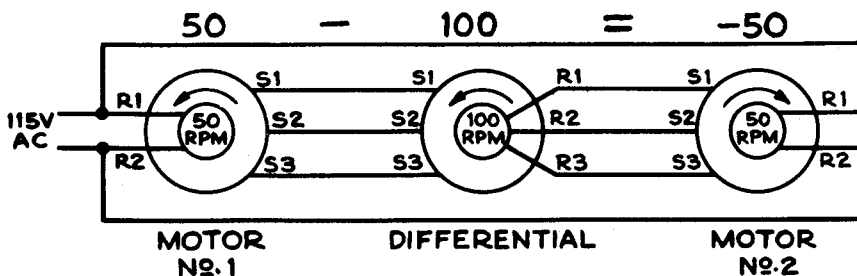 50 − 100 = -50
R1 S1 S1 R1 S1 R1
115V AC
50 RPM
S2 S2
100 RPM
R2 S2
50 RPM
R2 S3 S3 R3 S3 R2
MOTOR No. 1
DIFFERENTIAL
MOTOR No. 2